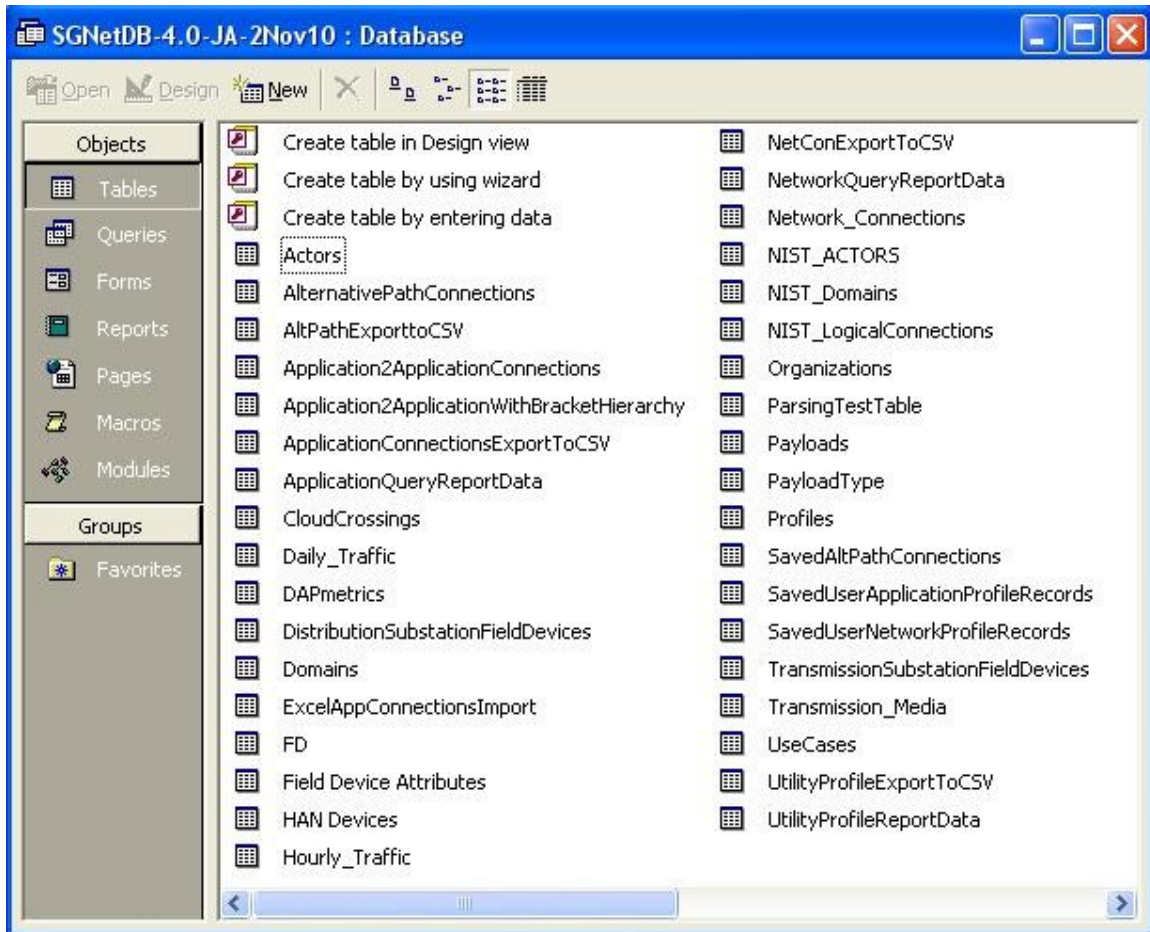 SGNetDB-4.0-JA-2Nov10 : Database
Open Design New
Objects
Tables
Queries
Forms
Reports
Pages
Macros
Modules
Groups
Favorites
Create table in Design view
Create table by using wizard
Create table by entering data
Actors
AlternativePathConnections
AltPathExporttoCSV
Application2ApplicationConnections
Application2ApplicationWithBracketHierarchy
ApplicationConnectionsExportToCSV
ApplicationQueryReportData
CloudCrossings
Daily_Traffic
DAPmetrics
DistributionSubstationFieldDevices
Domains
ExcelAppConnectionsImport
FD
Field Device Attributes
HAN Devices
Hourly_Traffic
NetConExportToCSV
NetworkQueryReportData
Network_Connections
NIST_ACTORS
NIST_Domains
NIST_LogicalConnections
Organizations
ParsingTestTable
Payloads
PayloadType
Profiles
SavedAltPathConnections
SavedUserApplicationProfileRecords
SavedUserNetworkProfileRecords
TransmissionSubstationFieldDevices
Transmission_Media
UseCases
UtilityProfileExportToCSV
UtilityProfileReportData